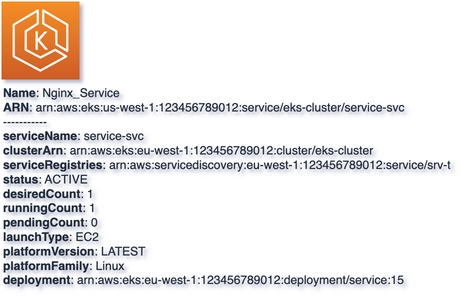 K
Name: Nginx_Service
ARN: arn:aws:eks:us-west-1:123456789012:service/eks-cluster/service-svc
-----------
serviceName: service-svc
clusterArn: arn:aws:eks:eu-west-1:123456789012:cluster/eks-cluster
serviceRegistries: arn:aws:servicediscovery:eu-west-1:123456789012:service/srv-t
status: ACTIVE
desiredCount: 1
runningCount: 1
pendingCount: 0
launchType: EC2
platformVersion: LATEST
platformFamily: Linux
deployment: arn:aws:eks:eu-west-1:123456789012:deployment/service:15